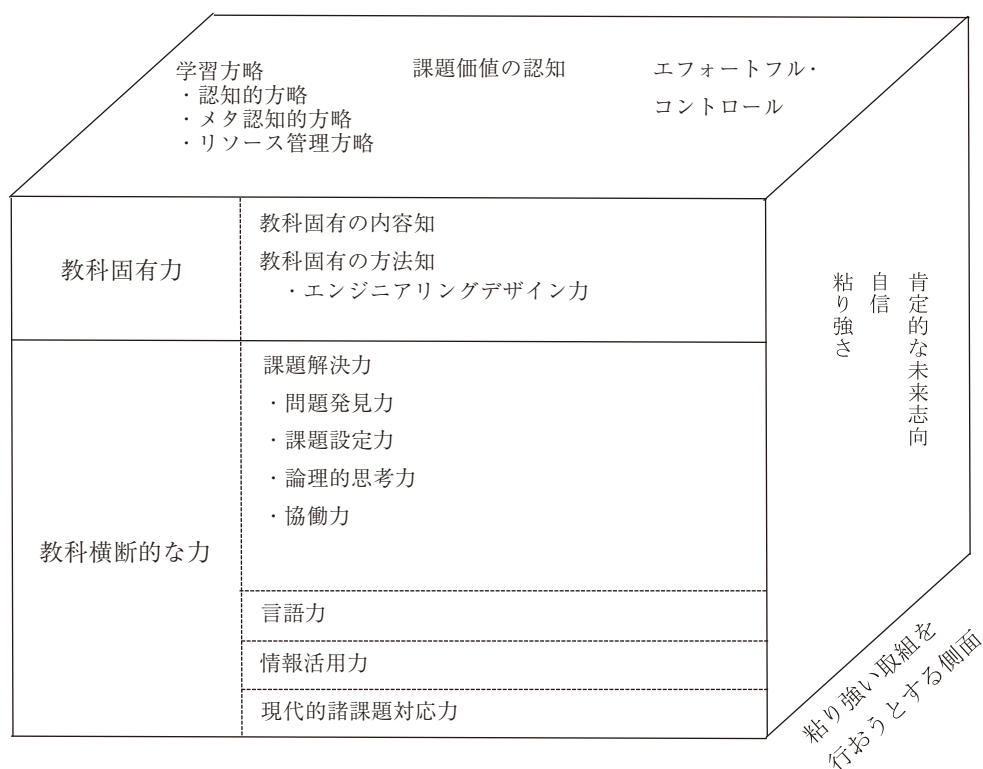 学習方略
・認知的方略
・メタ認知的方略
・リソース管理方略
課題価値の認知
エフォートフル・
コントロール
教科固有力
教科固有の内容知
教科固有の方法知
・エンジニアリングデザイン力
教科横断的な力
課題解決力
・問題発見力
・課題設定力
・論理的思考力
・協働力
言語力
情報活用力
現代的諸課題対応力
肯定的な未来志向
自信
粘り強さ
粘り強い取組を
行おうとする側面